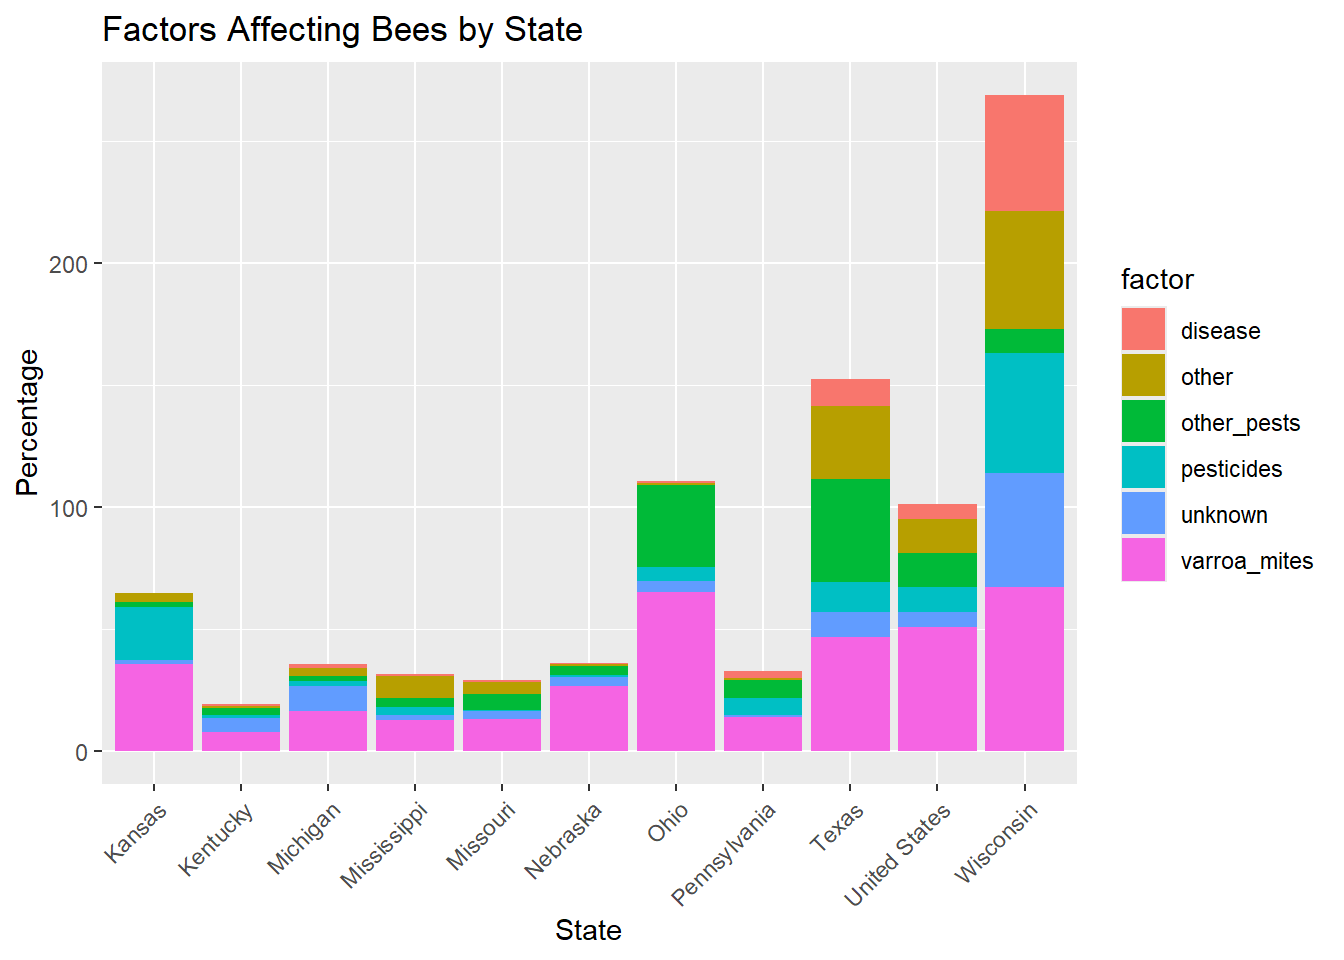 Factors Affecting Bees by State
Percentage
200
100
0
Kansas
Kentucky
Michigan
Mississippi
Missouri
Nebraska
Ohio
Pennsylvania
Texas
United States
Wisconsin
State
factor
disease
other
other_pests
pesticides
unknown
varroa_mites